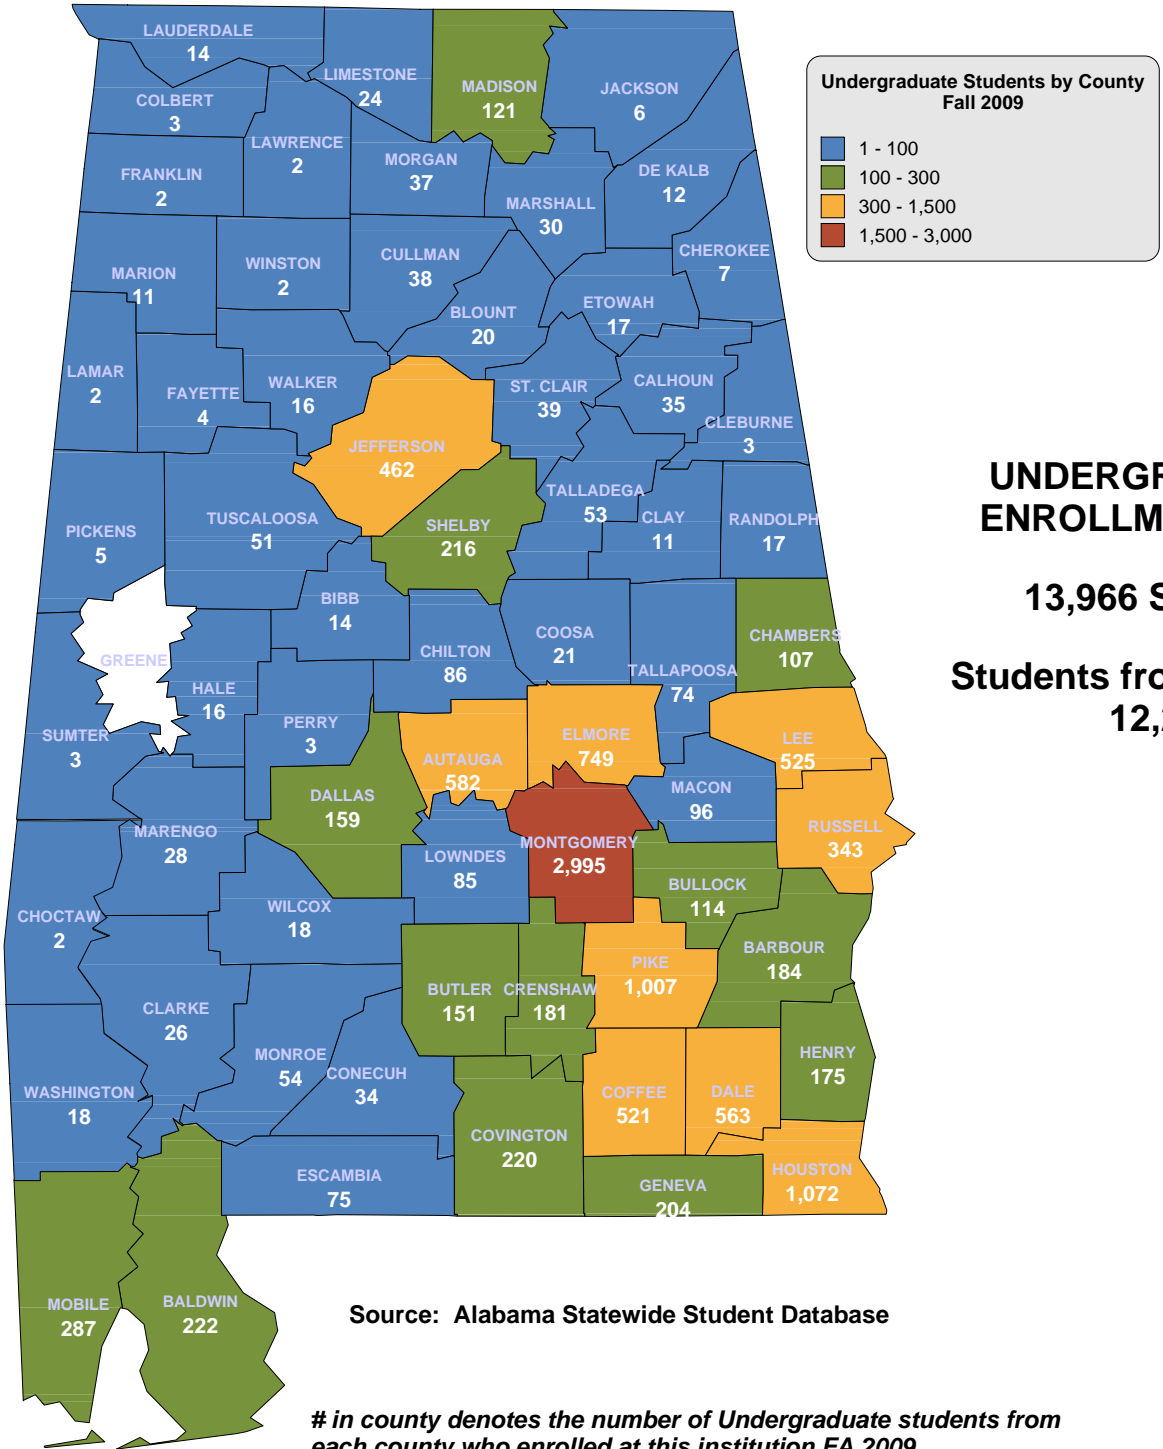 LAUDERDALE
14
LIMESTONE
24
MADISON
121
JACKSON
6
COLBERT
3
LAWRENCE
2
FRANKLIN
2
MORGAN
37
DE KALB
12
MARSHALL
30
CHEROKEE
7
MARION
11
WINSTON
2
CULLMAN
38
BLOUNT
20
ETOWAH
17
LAMAR
2
FAYETTE
4
WALKER
16
ST. CLAIR
39
CALHOUN
35
CLEBURNE
3
JEFFERSON
462
TALLADEGA
53
PICKENS
5
TUSCALOOSA
51
SHELBY
216
CLAY
11
RANDOLPH
17
BIBB
14
GREENE
HALE
16
CHILTON
86
COOSA
21
TALLAPOOSA
74
CHAMBERS
107
SUMTER
3
PERRY
3
AUTAUGA
582
ELMORE
749
LEE
525
DALLAS
159
MACON
96
MARENGO
28
LOWNDES
85
MONTGOMERY
2,995
RUSSELL
343
BULLOCK
114
CHOCTAW
2
WILCOX
18
BARBOUR
184
PIKE
1,007
BUTLER
151
CRENSHAW
181
CLARKE
26
MONROE
54
CONECUH
34
HENRY
175
WASHINGTON
18
COFFEE
521
DALE
563
COVINGTON
220
ESCAMBIA
75
GENEVA
204
HOUSTON
1,072
MOBILE
287
BALDWIN
222
Undergraduate Students by County
Fall 2009
1 - 100
100 - 300
300 - 1,500
1,500 - 3,000
UNDERGR
ENROLLM
13,966 S
Students fro
12,
Source: Alabama Statewide Student Database
# in county denotes the number of Undergraduate students from
each county who enrolled at this institution FA 2009